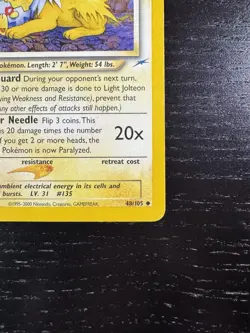 Pokémon. Length: 2' 7", Weight: 54 lbs.
uard During your opponent's next turn,
30 or more damage is done to Light Jolteon
ying Weakness and Resistance), prevent that
any other effects of attacks still happen.)
r Needle Flip 3 coins. This
s 20 damage times the number
f you get 2 or more heads, the
Pokémon is now Paralyzed.
20x
resistance retreat cost
mbient electrical energy in its cells and
bursts. LV. 31 #135
©1995-2000 Nintendo, Creatures, GAMEFREAK. 48/105